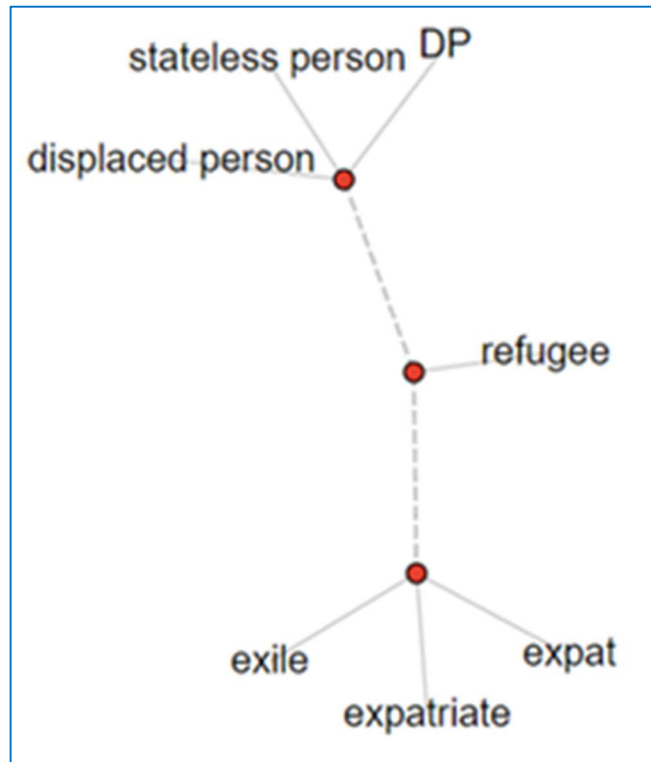 DP
stateless person
displaced person
refugee
exile
expat
expatriate